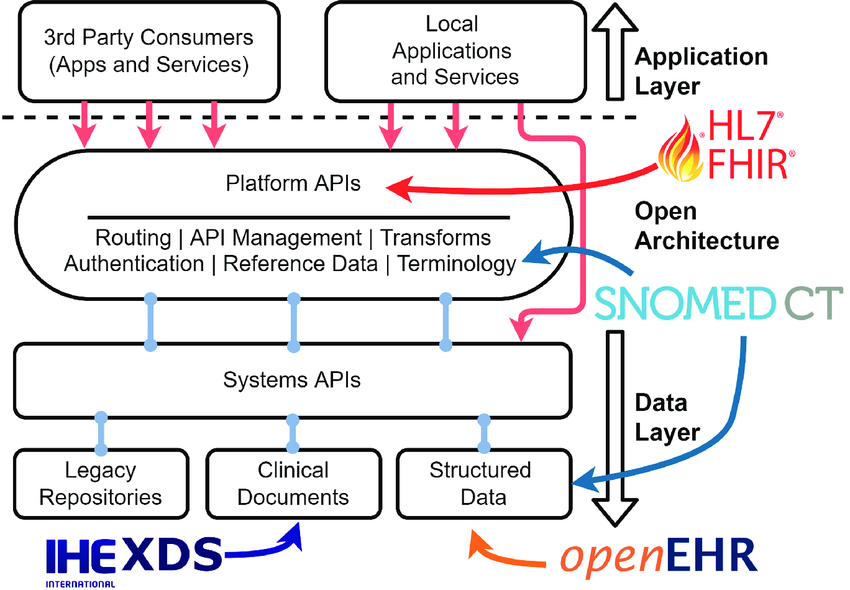 3rd Party Consumers
(Apps and Services)
Local
Applications
and Services
Application
Layer
HL7®
®FHIR®
Platform APIs
Routing | API Management | Transforms
Authentication | Reference Data | Terminology
Open
Architecture
SNOMED CT
Systems APIs
Data
Layer
Legacy
Repositories
Clinical
Documents
Structured
Data
IHE XDS
INTERNATIONAL
openEHR